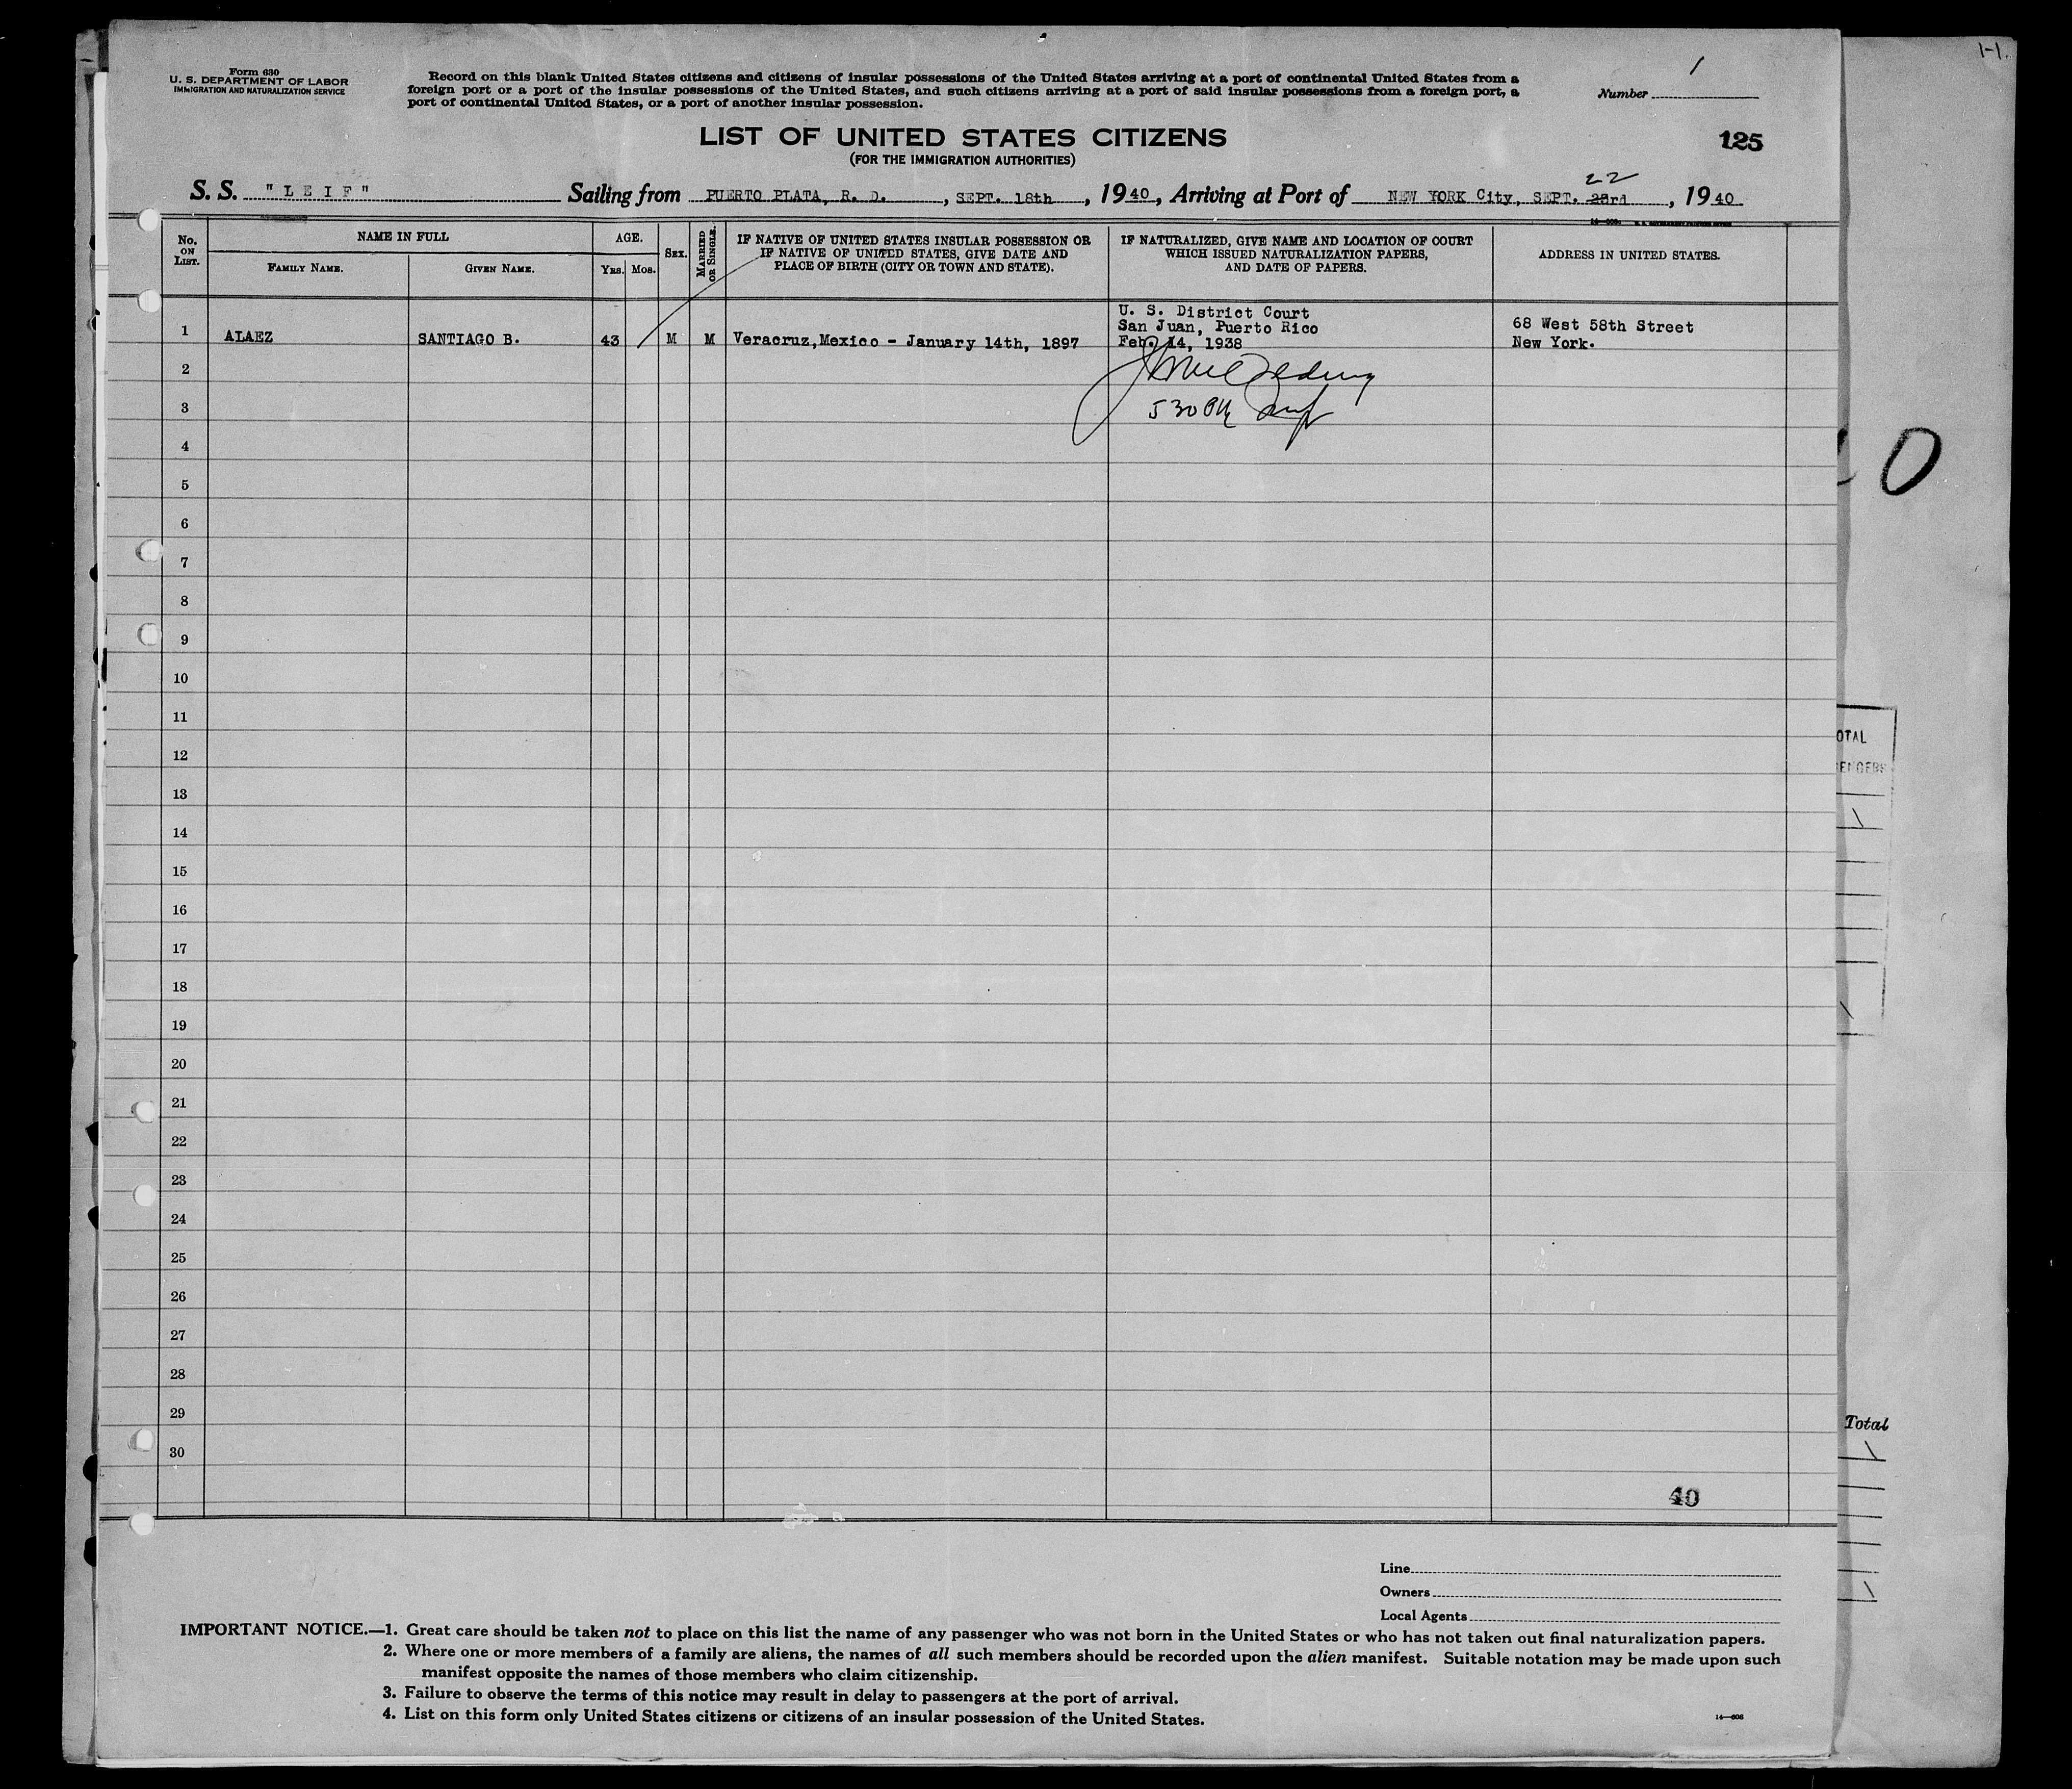 1-1.
Form 630
U. S. DEPARTMENT OF LABOR
IMMIGRATION AND NATURALIZATION SERVICE
Record on this blank United States citizens and citizens of insular possessions of the United States arriving at a port of continental United States from a
foreign port or a port of the insular possessions of the United States, and such citizens arriving at a port of said insular possessions from a foreign port, a
port of continental United States, or a port of another insular possession.
Number 1
LIST OF UNITED STATES CITIZENS
(FOR THE IMMIGRATION AUTHORITIES)
125
22
S. S. "L E I F" Sailing from PUERTO PLATA, R. D., SEPT. 18th, 1940, Arriving at Port of NEW YORK City, SEPT. 23rd, 1940
No. ON LIST.
NAME IN FULL
FAMILY NAME.
GIVEN NAME.
AGE.
YRS.
MOS.
SEX.
MARRIED OR SINGLE.
IF NATIVE OF UNITED STATES INSULAR POSSESSION OR
IF NATIVE OF UNITED STATES, GIVE DATE AND
PLACE OF BIRTH (CITY OR TOWN AND STATE).
IF NATURALIZED, GIVE NAME AND LOCATION OF COURT
WHICH ISSUED NATURALIZATION PAPERS,
AND DATE OF PAPERS.
ADDRESS IN UNITED STATES.
1 ALAEZ SANTIAGO B. 43 M M Veracruz,Mexico - January 14th, 1897
U. S. District Court
San Juan, Puerto Rico
Feb. 14, 1938
68 West 58th Street
New York.
2
3
4
5
6
7
8
9
10
11
12
13
14
15
16
17
18
19
20
21
22
23
24
25
26
27
28
29
30
0
OTAL
ENGERS
Total
40
Line
Owners
Local Agents
IMPORTANT NOTICE.—1. Great care should be taken not to place on this list the name of any passenger who was not born in the United States or who has not taken out final naturalization papers.
2. Where one or more members of a family are aliens, the names of all such members should be recorded upon the alien manifest. Suitable notation may be made upon such
manifest opposite the names of those members who claim citizenship.
3. Failure to observe the terms of this notice may result in delay to passengers at the port of arrival.
4. List on this form only United States citizens or citizens of an insular possession of the United States.
14—608